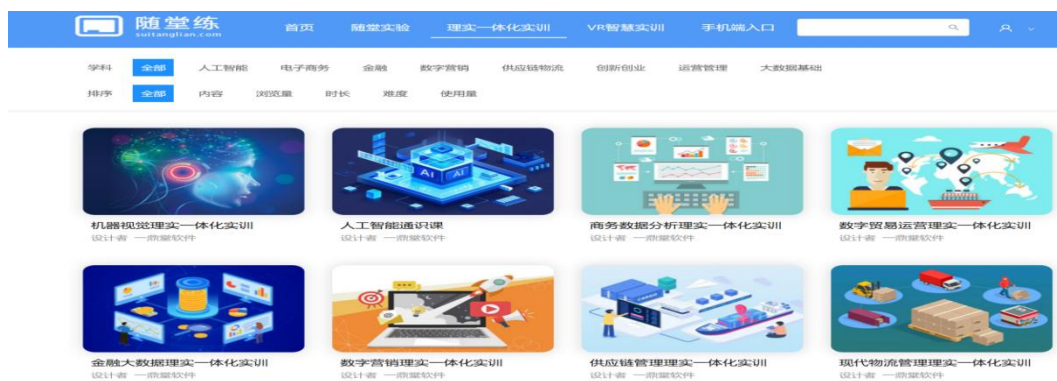 随堂练
suitanglian.com
首页 随堂实验 理实一体化实训 VR智慧实训 手机端入口
学科 全部 人工智能 电子商务 金融 数字营销 供应链物流 创新创业 运营管理 大数据基础
排序 全部 内容 浏览量 时长 难度 使用量
AI AI
机器视觉理实一体化实训 人工智能通识课 商务数据分析理实一体化实训 数字贸易运营理实一体化实训
设计者 一鼎堂软件 设计者 一鼎堂软件 设计者 一鼎堂软件 设计者 一鼎堂软件
金融大数据理实一体化实训 数字营销理实一体化实训 供应链管理理实一体化实训 现代物流管理理实一体化实训
设计者 一鼎堂软件 设计者 一鼎堂软件 设计者 一鼎堂软件 设计者 一鼎堂软件